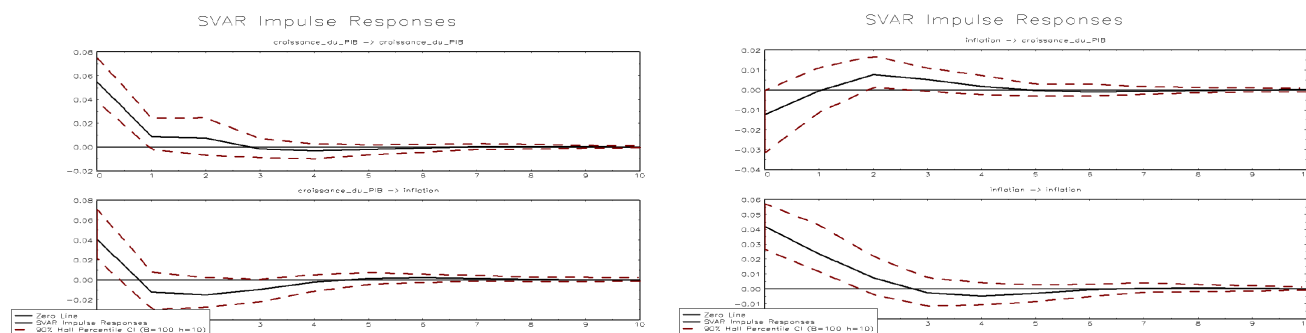 SVAR Impulse Responses
croissance_du_PIB -> croissance_du_PIB
0.08
0.06
0.04
0.02
0.00
-0.02
0 1 2 3 4 5 6 7 8 9 10
croissance_du_PIB -> inflation
0.08
0.06
0.04
0.02
0.00
-0.02
Zero Line
SVAR Impulse Responses
90% Hall Percentile CI (B=100 h=10)
2 3 4 5 6 7 8 9 10
SVAR Impulse Responses
inflation -> croissance_du_PIB
0.02
0.01
0.00
-0.01
-0.02
-0.03
-0.04
0 1 2 3 4 5 6 7 8 9 10
inflation -> inflation
0.06
0.05
0.04
0.03
0.02
0.01
0.00
-0.01
Zero Line
SVAR Impulse Responses
90% Hall Percentile CI (B=100 h=10)
3 4 5 6 7 8 9 10